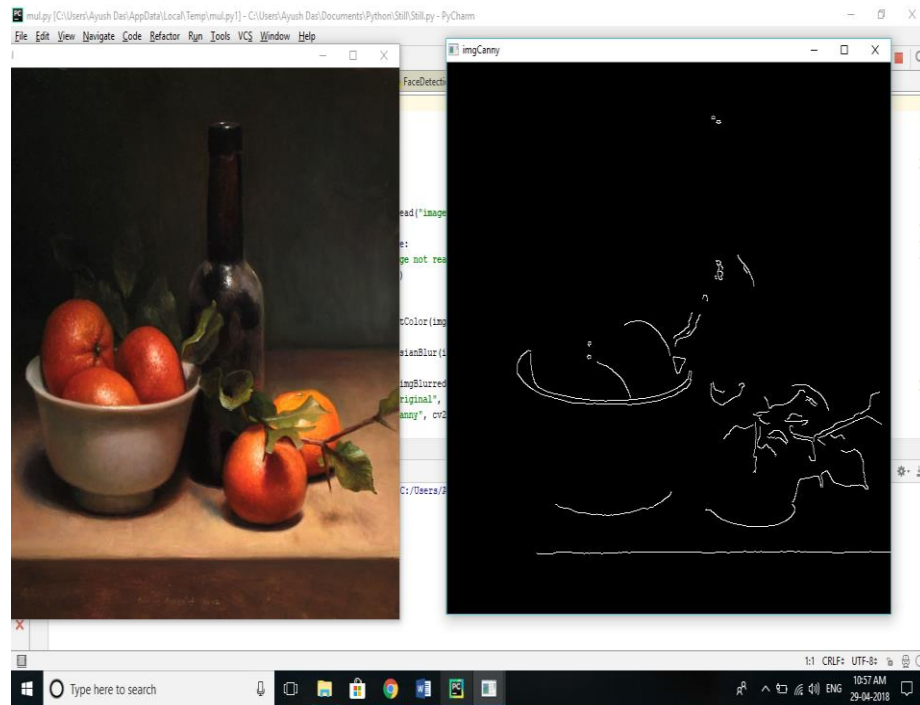 mul.py [C:\Users\Ayush Das\AppData\Local\Temp\mul.py1] - C:\Users\Ayush Das\Documents\Python\Still\Still.py - PyCharm
File Edit View Navigate Code Refactor Run Tools VCS Window Help
imgCanny
FaceDetecti
ead("image
e:
ge not rea
)
tColor(img
sianBlur(i
imgBlurred
riginal",
anny", cv2
C:/Users/
1:1 CRLF÷ UTF-8÷
Type here to search
ENG
10:57 AM
29-04-2018